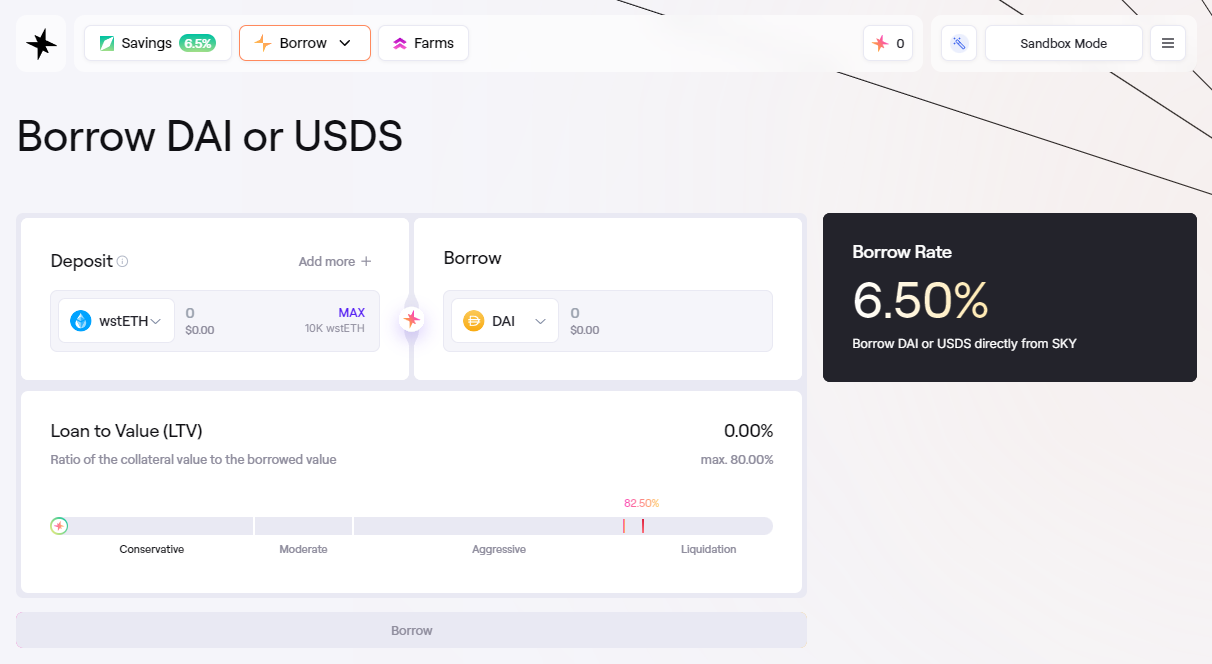 Savings 6.5% Borrow Farms 0 Sandbox Mode
Borrow DAI or USDS
Deposit Add more
wstETH 0 $0.00 MAX 10K wstETH
Borrow
DAI 0 $0.00
Borrow Rate
6.50%
Borrow DAI or USDS directly from SKY
Loan to Value (LTV) 0.00%
Ratio of the collateral value to the borrowed value max. 80.00%
82.50%
Conservative Moderate Aggressive Liquidation
Borrow